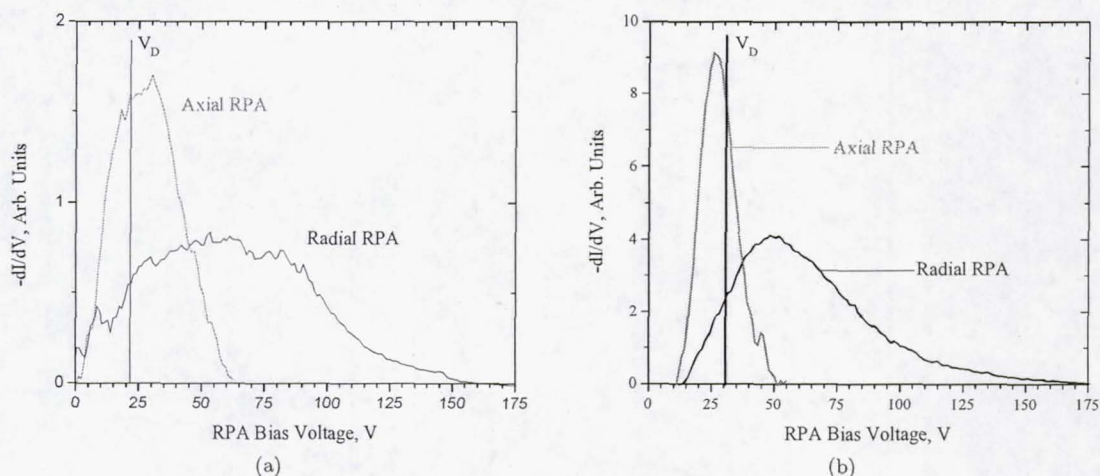 2
1
0
0
25
50
75
100
125
150
175
V_D
Axial RPA
Radial RPA
-dI/dV, Arb. Units
RPA Bias Voltage, V
(a)
10
8
6
4
2
0
0
25
50
75
100
125
150
175
V_D
Axial RPA
Radial RPA
-dI/dV, Arb. Units
RPA Bias Voltage, V
(b)